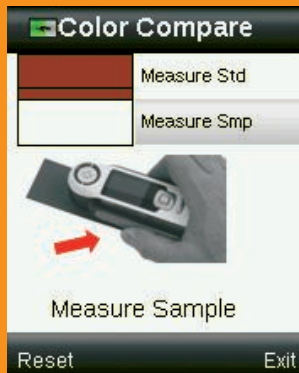 Color Compare
Measure Std
Measure Smp
Measure Sample
Reset Exit